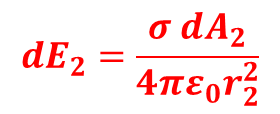 dE₂ = σ dA₂ / 4πε₀r₂²